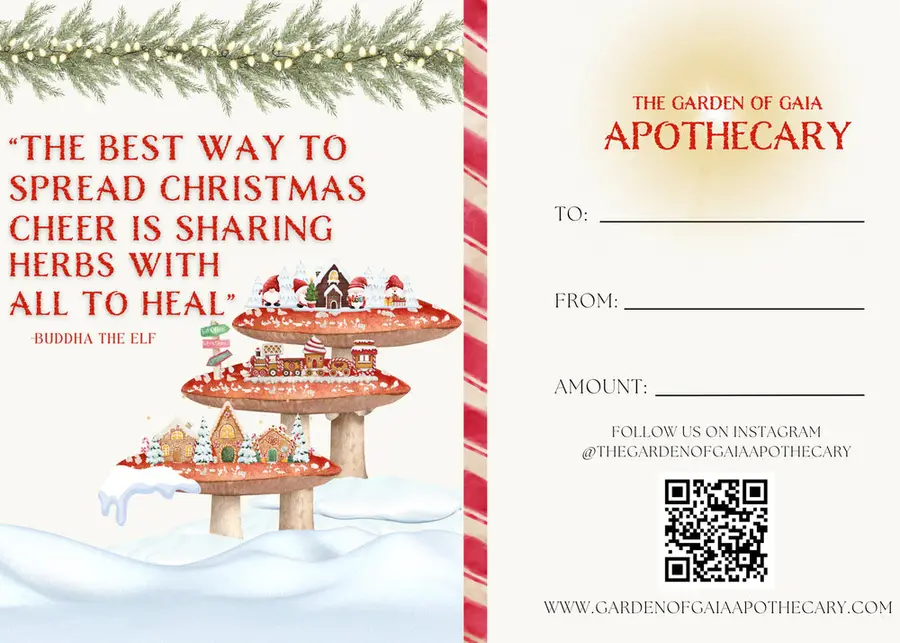 “THE BEST WAY TO
SPREAD CHRISTMAS
CHEER IS SHARING
HERBS WITH
ALL TO HEAL”
-BUDDHA THE ELF
THE GARDEN OF GAIA
APOTHECARY
TO:
FROM:
AMOUNT:
FOLLOW US ON INSTAGRAM
@THEGARDENOFGAIAAPOTHECARY
WWW.GARDENOFGAIAAPOTHECARY.COM